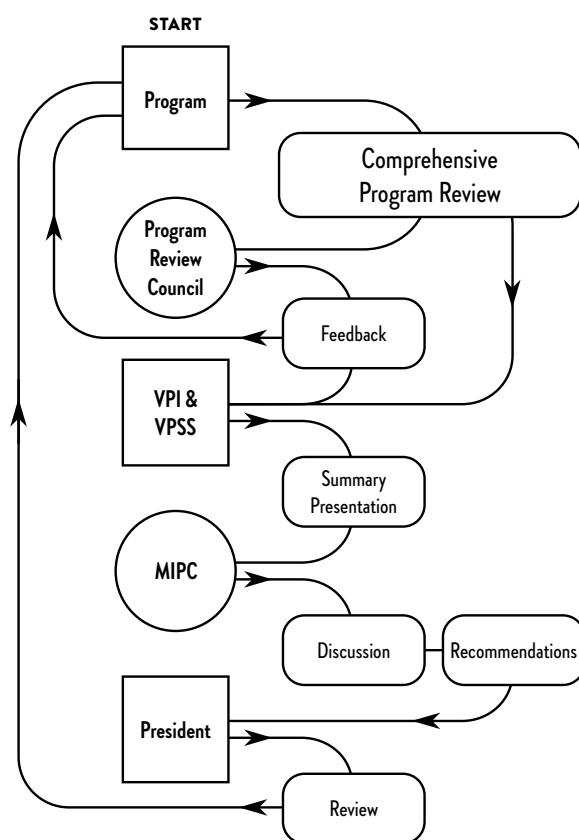 START
Program
Comprehensive
Program Review
Program
Review
Council
Feedback
VPI &
VPSS
Summary
Presentation
MIPC
Discussion
Recommendations
President
Review